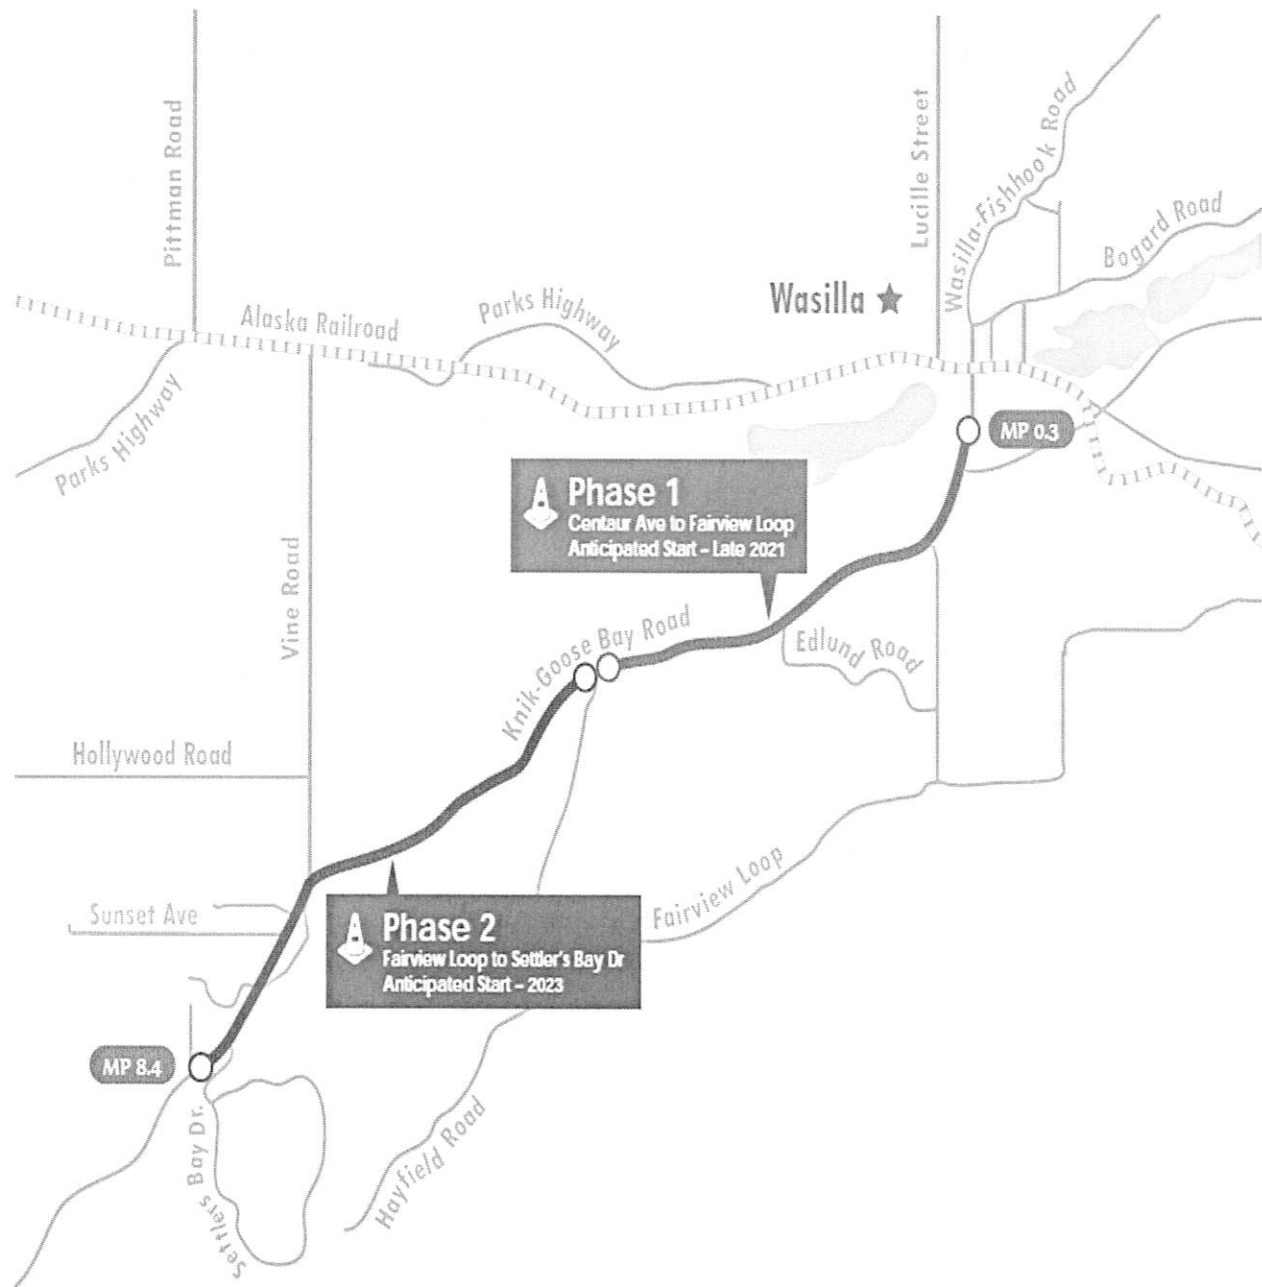 Pittman Road
Lucille Street
Wasilla-Fishhook Road
Bogard Road
Wasilla
Alaska Railroad
Parks Highway
Parks Highway
MP 0.3
Phase 1
Centaur Ave to Fairview Loop
Anticipated Start – Late 2021
Vine Road
Knik-Goose Bay Road
Edlund Road
Hollywood Road
Sunset Ave
Phase 2
Fairview Loop to Settler's Bay Dr
Anticipated Start – 2023
Fairview Loop
MP 8.4
Settlers Bay Dr.
Hayfield Road